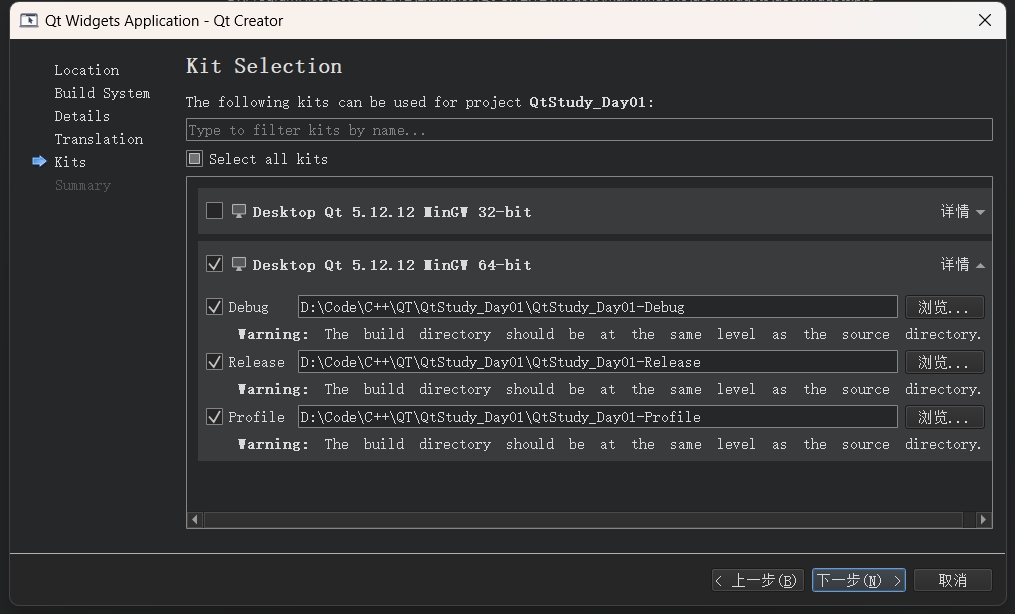 Qt Widgets Application - Qt Creator
Location
Build System
Details
Translation
Kits
Summary
Kit Selection
The following kits can be used for project QtStudy_Day01:
Type to filter kits by name...
Select all kits
Desktop Qt 5.12.12 MinGW 32-bit 详情
Desktop Qt 5.12.12 MinGW 64-bit 详情
Debug D:\Code\C++\QT\QtStudy_Day01\QtStudy_Day01-Debug 浏览...
Warning: The build directory should be at the same level as the source directory.
Release D:\Code\C++\QT\QtStudy_Day01\QtStudy_Day01-Release 浏览...
Warning: The build directory should be at the same level as the source directory.
Profile D:\Code\C++\QT\QtStudy_Day01\QtStudy_Day01-Profile 浏览...
Warning: The build directory should be at the same level as the source directory.
< 上一步(B) 下一步(N) > 取消